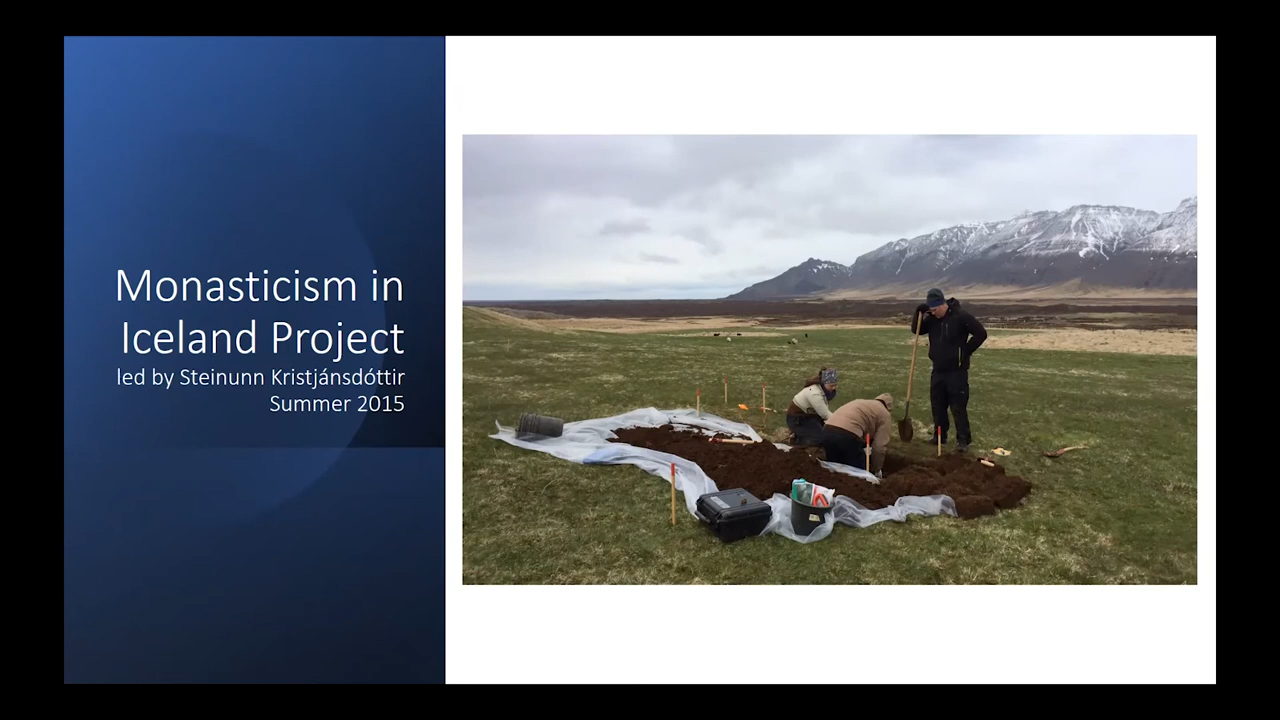 Monasticism in
Iceland Project
led by Steinunn Kristjánsdóttir
Summer 2015